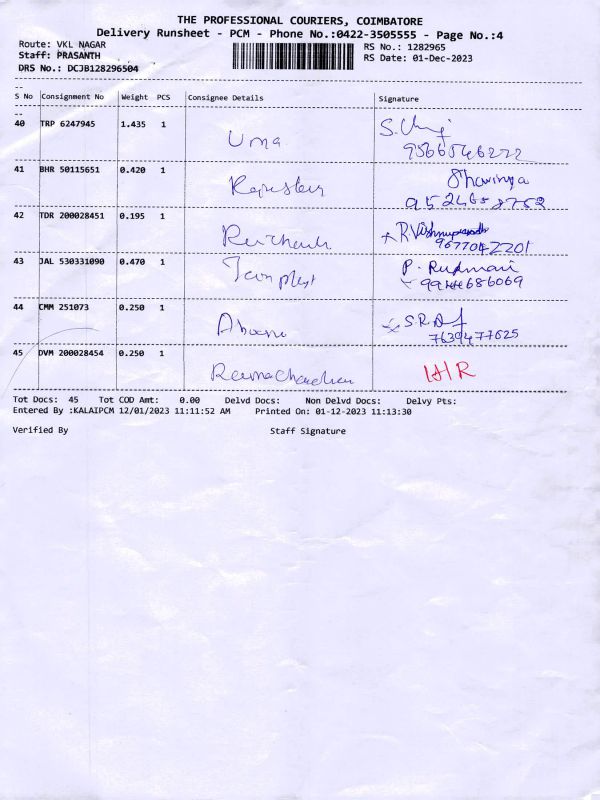 THE PROFESSIONAL COURIERS, COIMBATORE
Delivery Runsheet - PCM - Phone No.:0422-3505555 - Page No.:4
Route: VKL NAGAR RS No.: 1282965
Staff: PRASANTH RS Date: 01-Dec-2023
DRS No.: DCJB128296504
S No Consignment No Weight PCS Consignee Details Signature
40 TRP 6247945 1.435 1 Uma
41 BHR 50115651 0.420 1
42 TDR 200028451 0.195 1 9677042201
43 JAL 530331090 0.470 1 P. Rukmani
9944686069
44 CMM 251073 0.250 1 S.R
7639477625
45 DVM 200028454 0.250 1 Ramachandran
Tot Docs: 45 Tot COD Amt: 0.00 Delvd Docs: Non Delvd Docs: Delvy Pts:
Entered By :KALAIPCM 12/01/2023 11:11:52 AM Printed On: 01-12-2023 11:13:30
Verified By Staff Signature